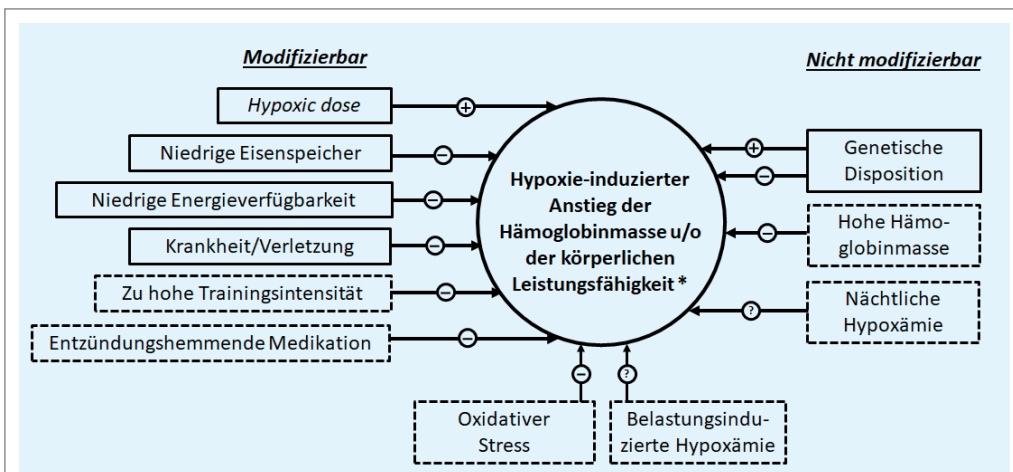 Modifizierbar
Nicht modifizierbar
Hypoxic dose
Niedrige Eisenspeicher
Niedrige Energieverfügbarkeit
Krankheit/Verletzung
Zu hohe Trainingsintensität
Entzündungshemmende Medikation
+
−
−
−
−
−
Hypoxie-induzierter
Anstieg der
Hämoglobinmasse u/o
der körperlichen
Leistungsfähigkeit *
+
−
−
?
Genetische
Disposition
Hohe Hämo-
globinmasse
Nächtliche
Hypoxämie
−
?
Oxidativer
Stress
Belastungsindu-
zierte Hypoxämie